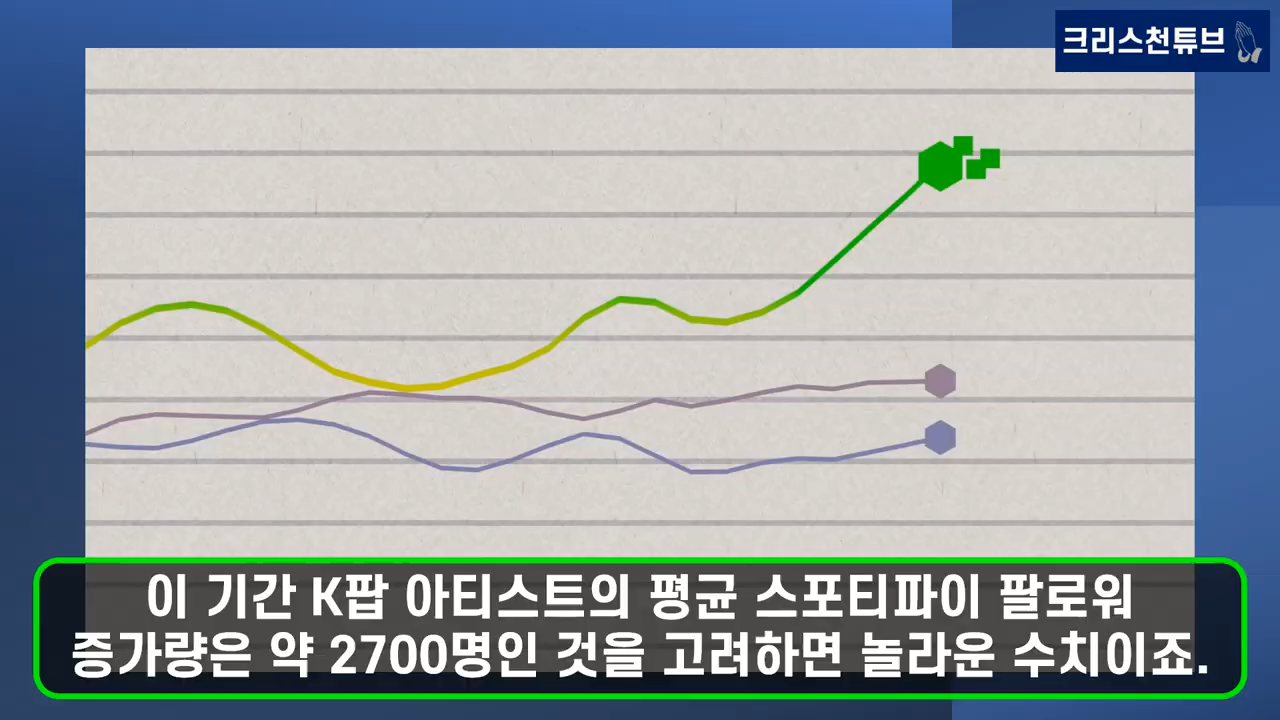 크리스천튜브
이 기간 K팝 아티스트의 평균 스포티파이 팔로워
증가량은 약 2700명인 것을 고려하면 놀라운 수치이죠.